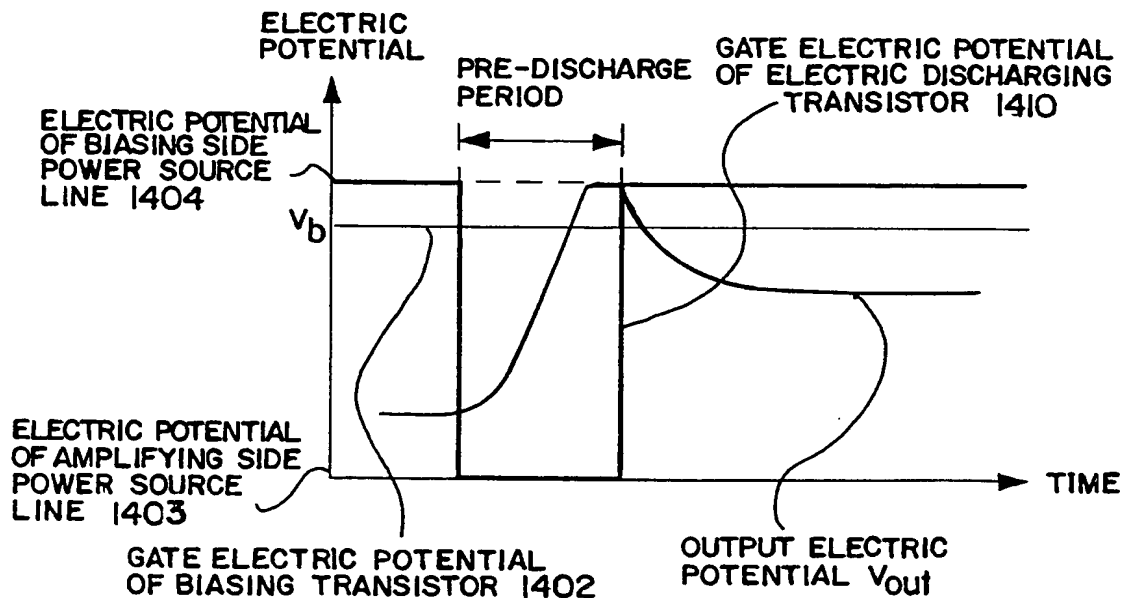 ELECTRIC
POTENTIAL
PRE-DISCHARGE
PERIOD
GATE ELECTRIC POTENTIAL
OF ELECTRIC DISCHARGING
TRANSISTOR 1410
ELECTRIC POTENTIAL
OF BIASING SIDE
POWER SOURCE
LINE 1404
Vb
ELECTRIC POTENTIAL
OF AMPLIFYING SIDE
POWER SOURCE
LINE 1403
TIME
GATE ELECTRIC POTENTIAL
OF BIASING TRANSISTOR 1402
OUTPUT ELECTRIC
POTENTIAL Vout